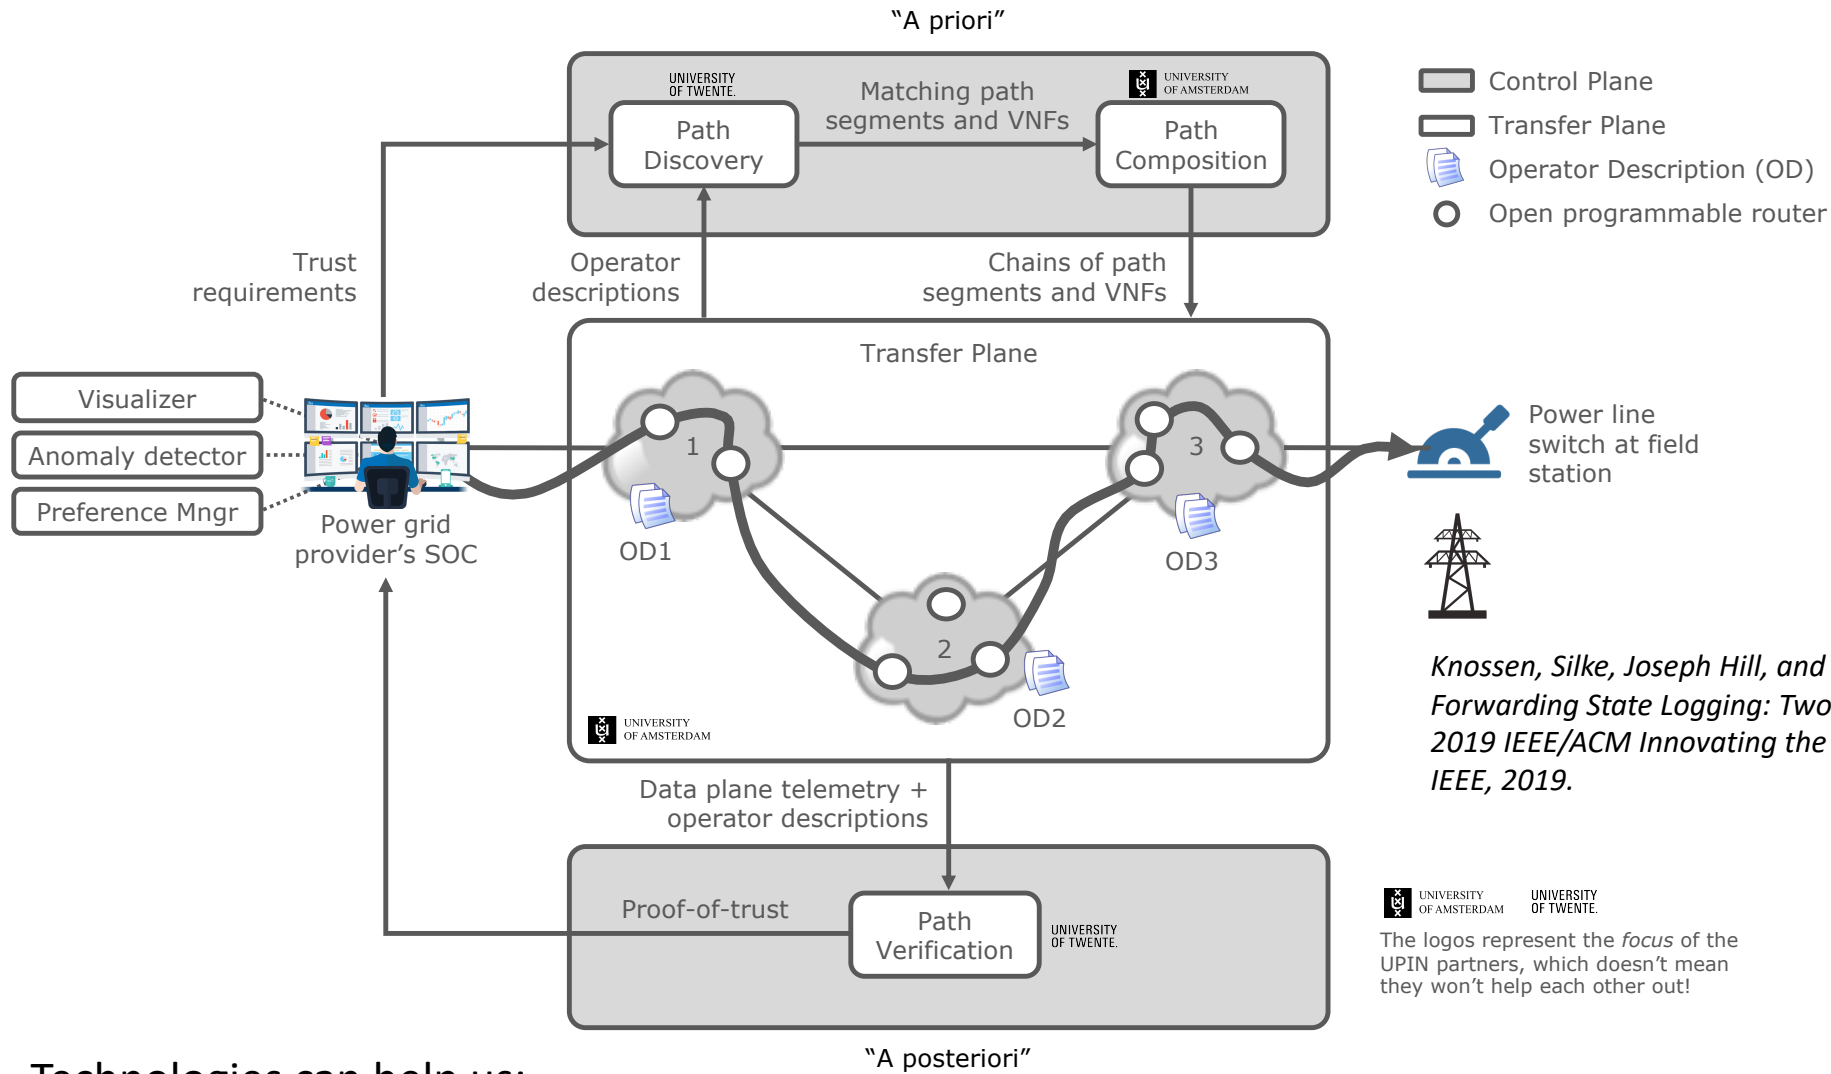 “A priori”
UNIVERSITY
OF TWENTE.
UNIVERSITY
OF AMSTERDAM
Matching path
segments and VNFs
Path
Discovery
Path
Composition
Control Plane
Transfer Plane
Operator Description (OD)
Open programmable router
Trust
requirements
Operator
descriptions
Chains of path
segments and VNFs
Transfer Plane
Visualizer
Anomaly detector
Preference Mngr
Power grid
provider’s SOC
1
OD1
2
OD2
3
OD3
Power line
switch at field
station
UNIVERSITY
OF AMSTERDAM
Knossen, Silke, Joseph Hill, and
Forwarding State Logging: Two
2019 IEEE/ACM Innovating the
IEEE, 2019.
Data plane telemetry +
operator descriptions
Proof-of-trust
Path
Verification
UNIVERSITY
OF TWENTE.
UNIVERSITY
OF AMSTERDAM
UNIVERSITY
OF TWENTE.
The logos represent the focus of the
UPIN partners, which doesn’t mean
they won’t help each other out!
“A posteriori”
Technologies can help us: